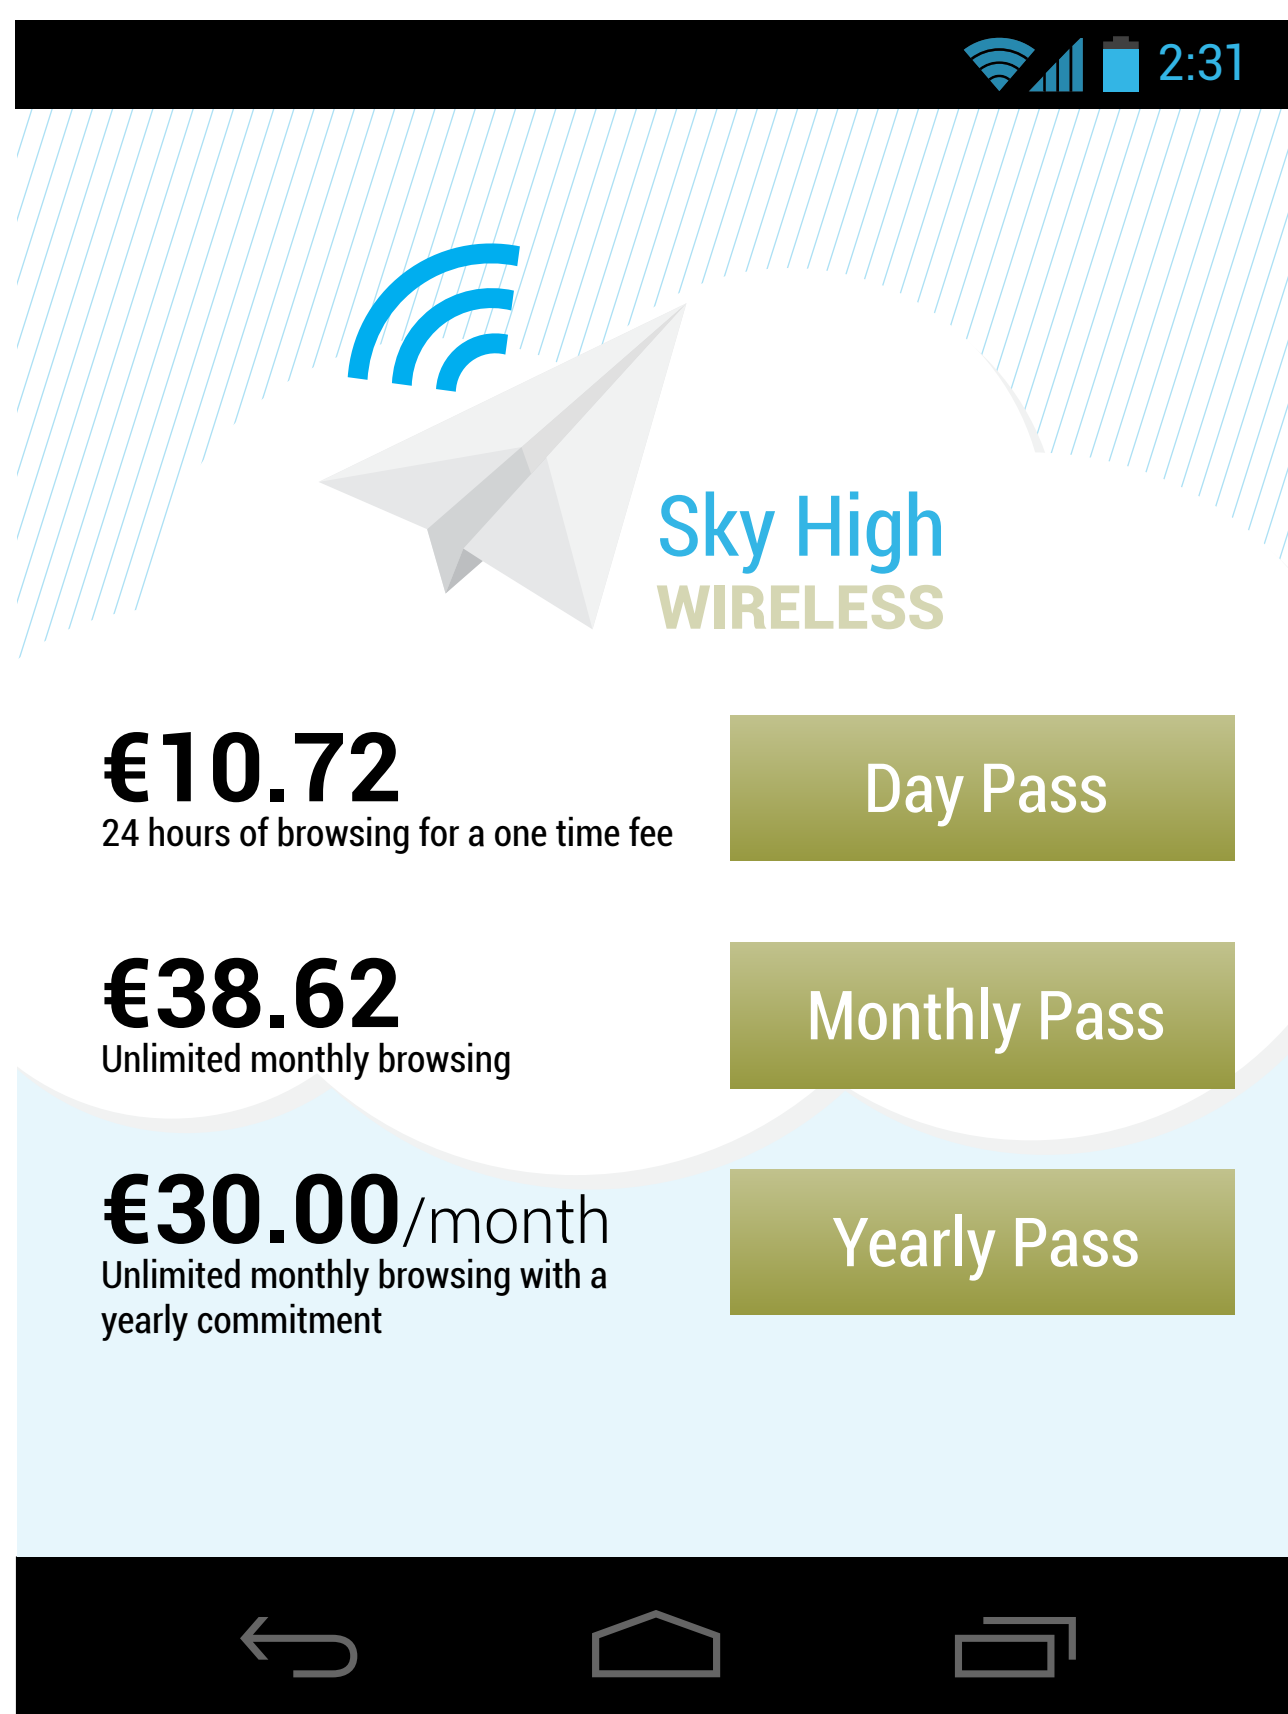 2:31
Sky High
WIRELESS
€10.72
24 hours of browsing for a one time fee
Day Pass
€38.62
Unlimited monthly browsing
Monthly Pass
€30.00/month
Unlimited monthly browsing with a
yearly commitment
Yearly Pass